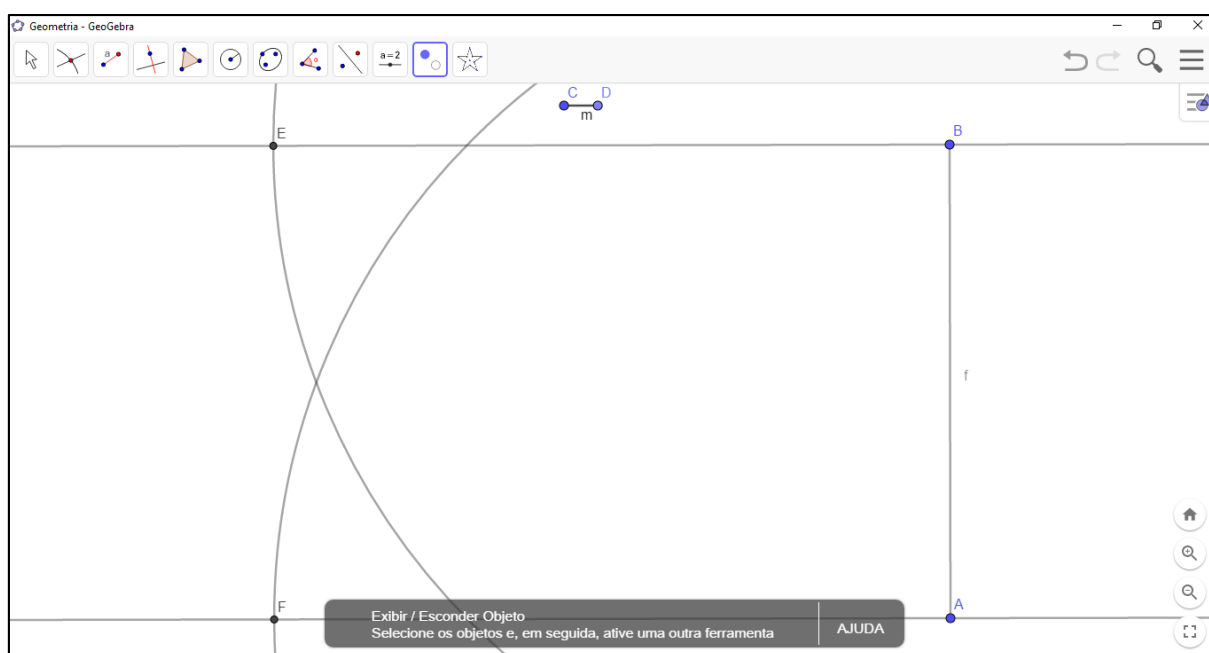 Geometria - GeoGebra
a
α
a=2
C D
m
E
B
f
F
A
Exibir / Esconder Objeto
Selecione os objetos e, em seguida, ative uma outra ferramenta
AJUDA